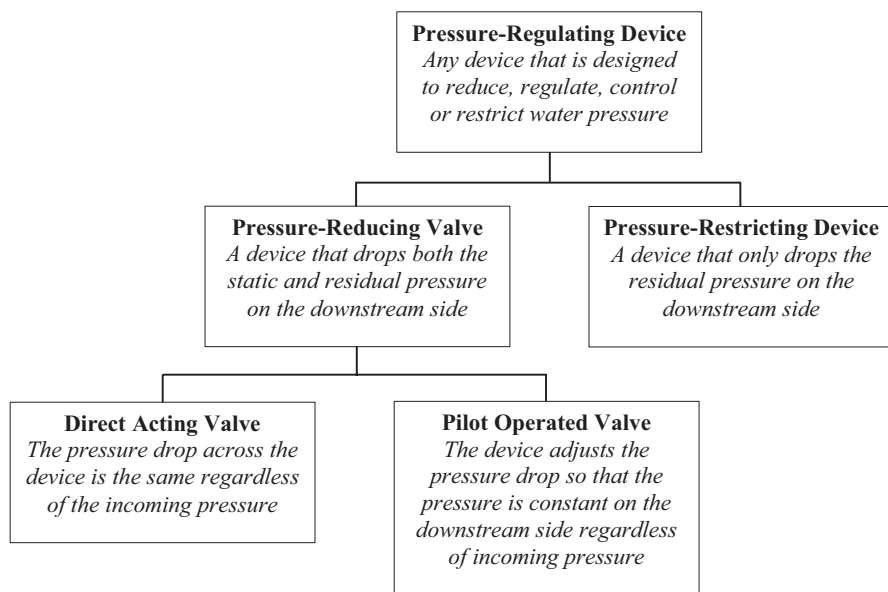 Pressure-Regulating Device
Any device that is designed
to reduce, regulate, control
or restrict water pressure
Pressure-Reducing Valve
A device that drops both the
static and residual pressure
on the downstream side
Pressure-Restricting Device
A device that only drops the
residual pressure on the
downstream side
Direct Acting Valve
The pressure drop across the
device is the same regardless
of the incoming pressure
Pilot Operated Valve
The device adjusts the
pressure drop so that the
pressure is constant on the
downstream side regardless
of incoming pressure